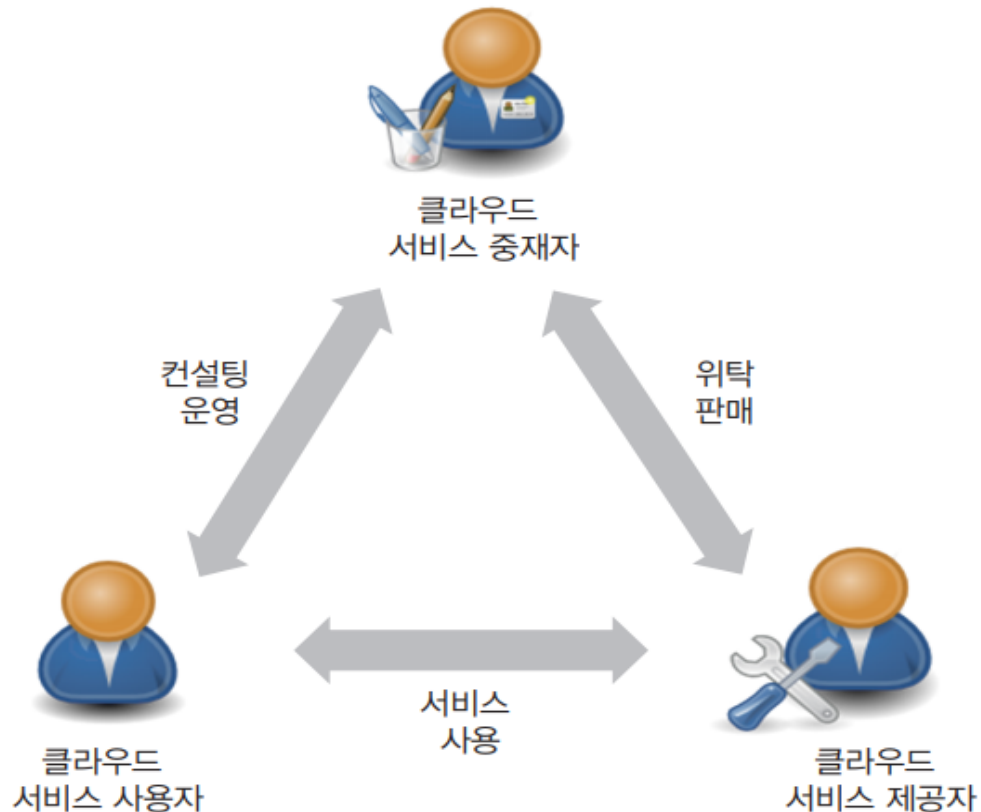 클라우드
서비스 중재자
컨설팅
운영
위탁
판매
서비스
사용
클라우드
서비스 사용자
클라우드
서비스 제공자